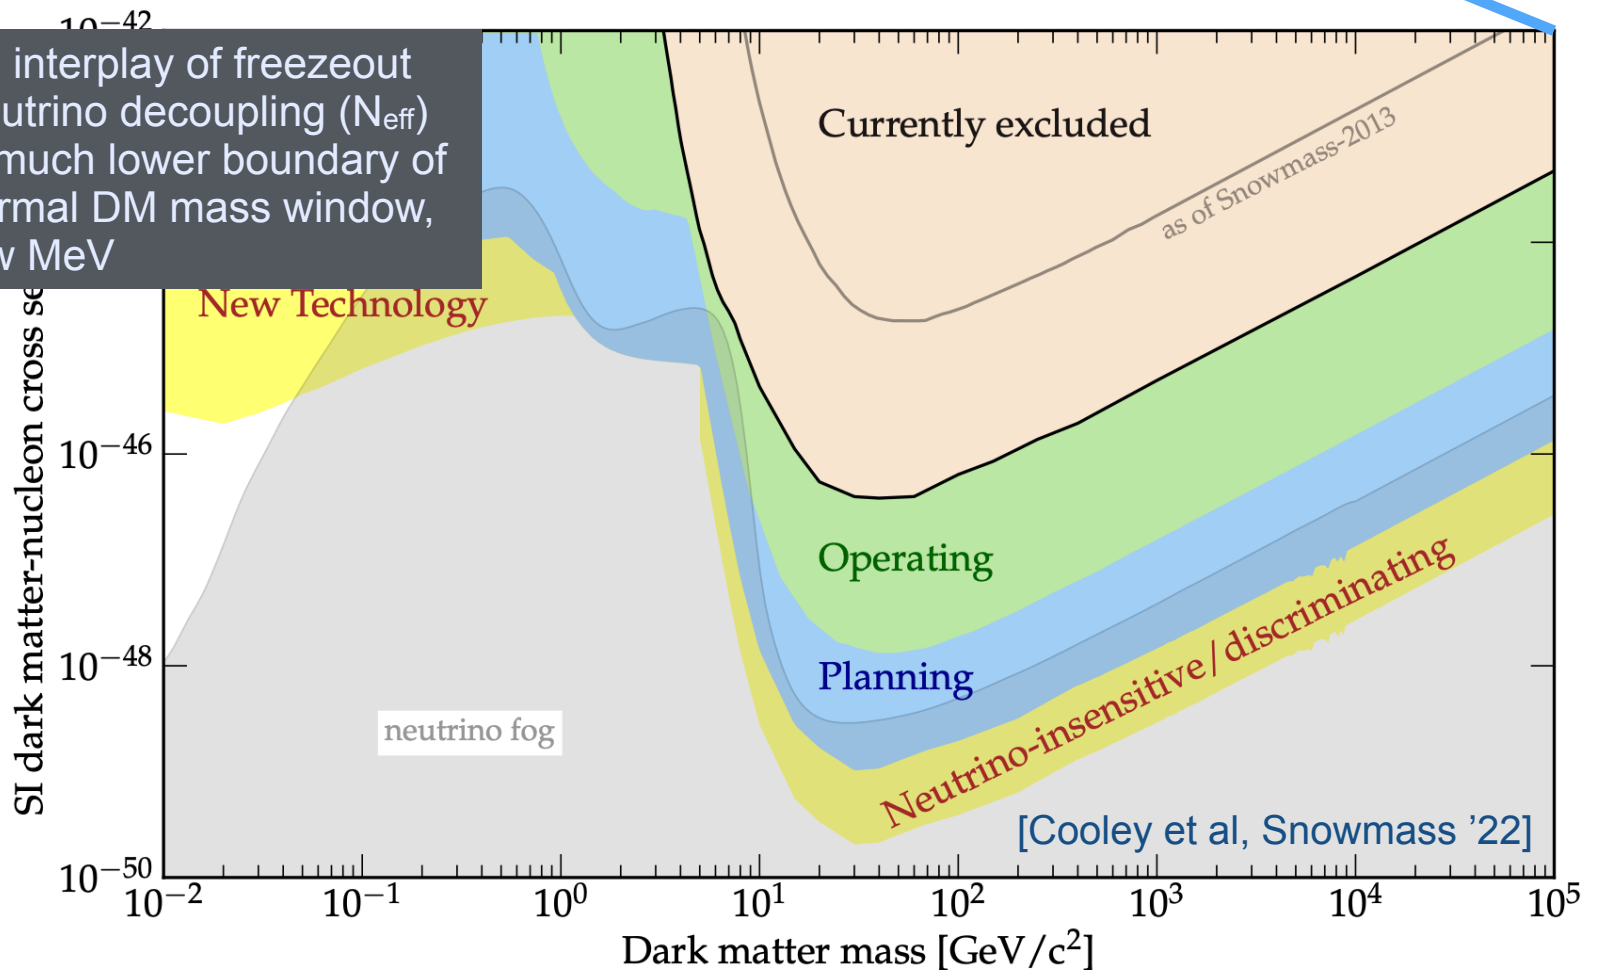 10⁻⁴²
interplay of freezeout
utrino decoupling (Neff)
much lower boundary of
rmal DM mass window,
w MeV
Currently excluded
as of Snowmass-2013
New Technology
SI dark matter-nucleon cross se
10⁻⁴⁶
Operating
10⁻⁴⁸
Planning
neutrino fog
Neutrino-insensitive/discriminating
[Cooley et al, Snowmass ’22]
10⁻⁵⁰
10⁻² 10⁻¹ 10⁰ 10¹ 10² 10³ 10⁴ 10⁵
Dark matter mass [GeV/c²]